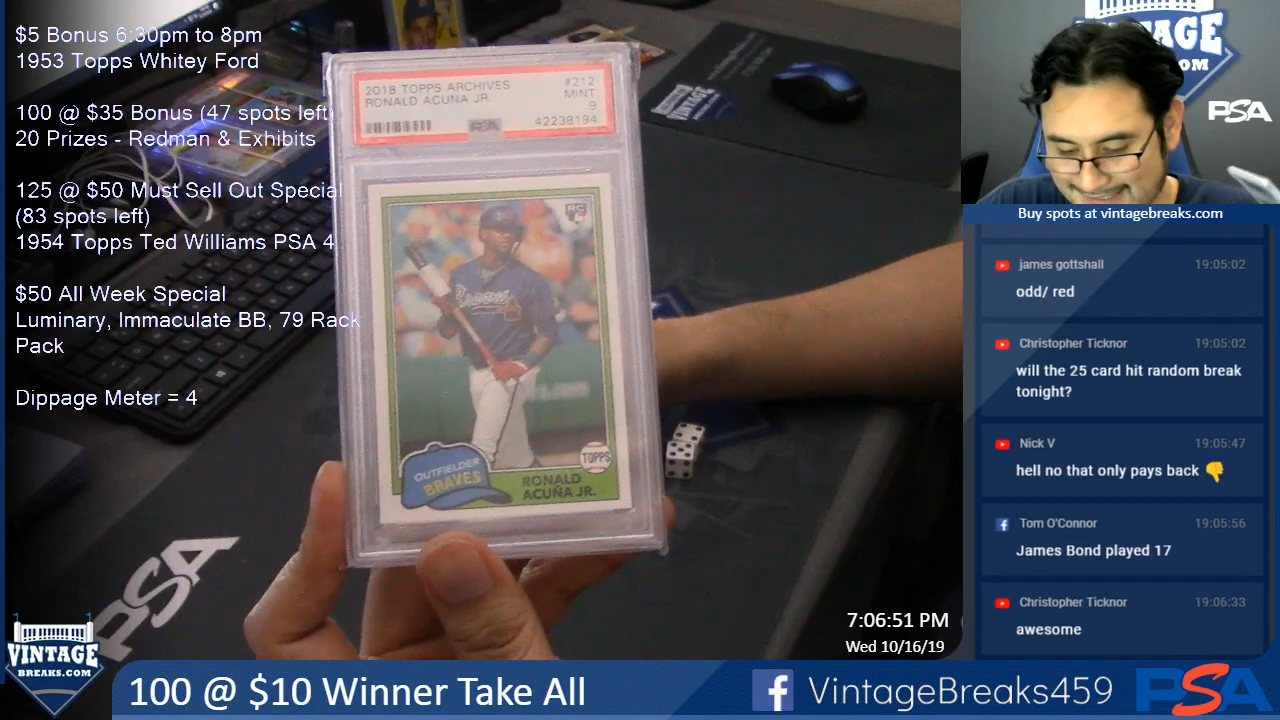 $5 Bonus 6:30pm to 8pm
1953 Topps Whitey Ford
100 @ $35 Bonus (47 spots left)
20 Prizes - Redman & Exhibits
125 @ $50 Must Sell Out Special
(83 spots left)
1954 Topps Ted Williams PSA 4
$50 All Week Special
Luminary, Immaculate BB, 79 Rack
Pack
Dippage Meter = 4
2018 TOPPS ARCHIVES
RONALD ACUNA JR.
#212
MINT
9
PSA
42238194
RC
BRAVES
TOPPS
OUTFIELDER
BRAVES
RONALD
ACUÑA JR.
VINTAGE
BREAKS.COM
PSA
VINTAGE
.COM
PSA
Buy spots at vintagebreaks.com
james gottshall 19:05:02
odd/ red
Christopher Ticknor 19:05:02
will the 25 card hit random break
tonight?
Nick V 19:05:47
hell no that only pays back 👎
Tom O'Connor 19:05:56
James Bond played 17
Christopher Ticknor 19:06:33
awesome
7:06:51 PM
Wed 10/16/19
VINTAGE
BREAKS.COM
100 @ $10 Winner Take All
VintageBreaks459
PSA